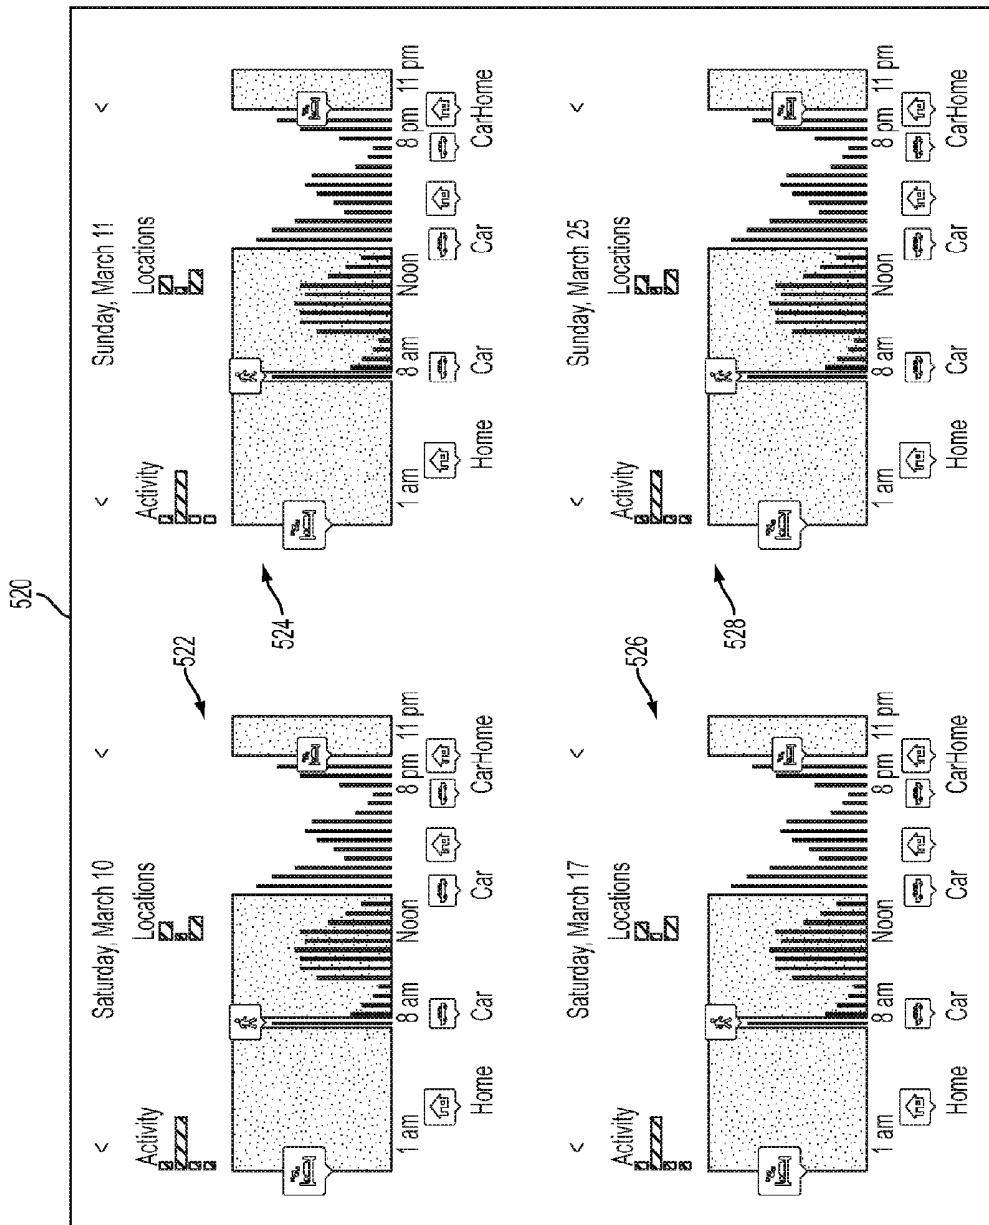 520
Saturday, March 10
Activity
Locations
522
1 am
8 am
Noon
8 pm
11 pm
Home
Car
Car
Car
Home
Sunday, March 11
Activity
Locations
524
1 am
8 am
Noon
8 pm
11 pm
Home
Car
Car
Car
Home
Saturday, March 17
Activity
Locations
526
1 am
8 am
Noon
8 pm
11 pm
Home
Car
Car
Car
Home
Sunday, March 25
Activity
Locations
528
1 am
8 am
Noon
8 pm
11 pm
Home
Car
Car
Car
Home